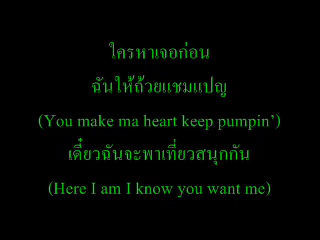 ใครหาเจอก่อน
ฉันให้ถ้วยแชมแปญ
(You make ma heart keep pumpin’)
เดี๋ยวฉันจะพาเที่ยวสนุกกัน
(Here I am I know you want me)